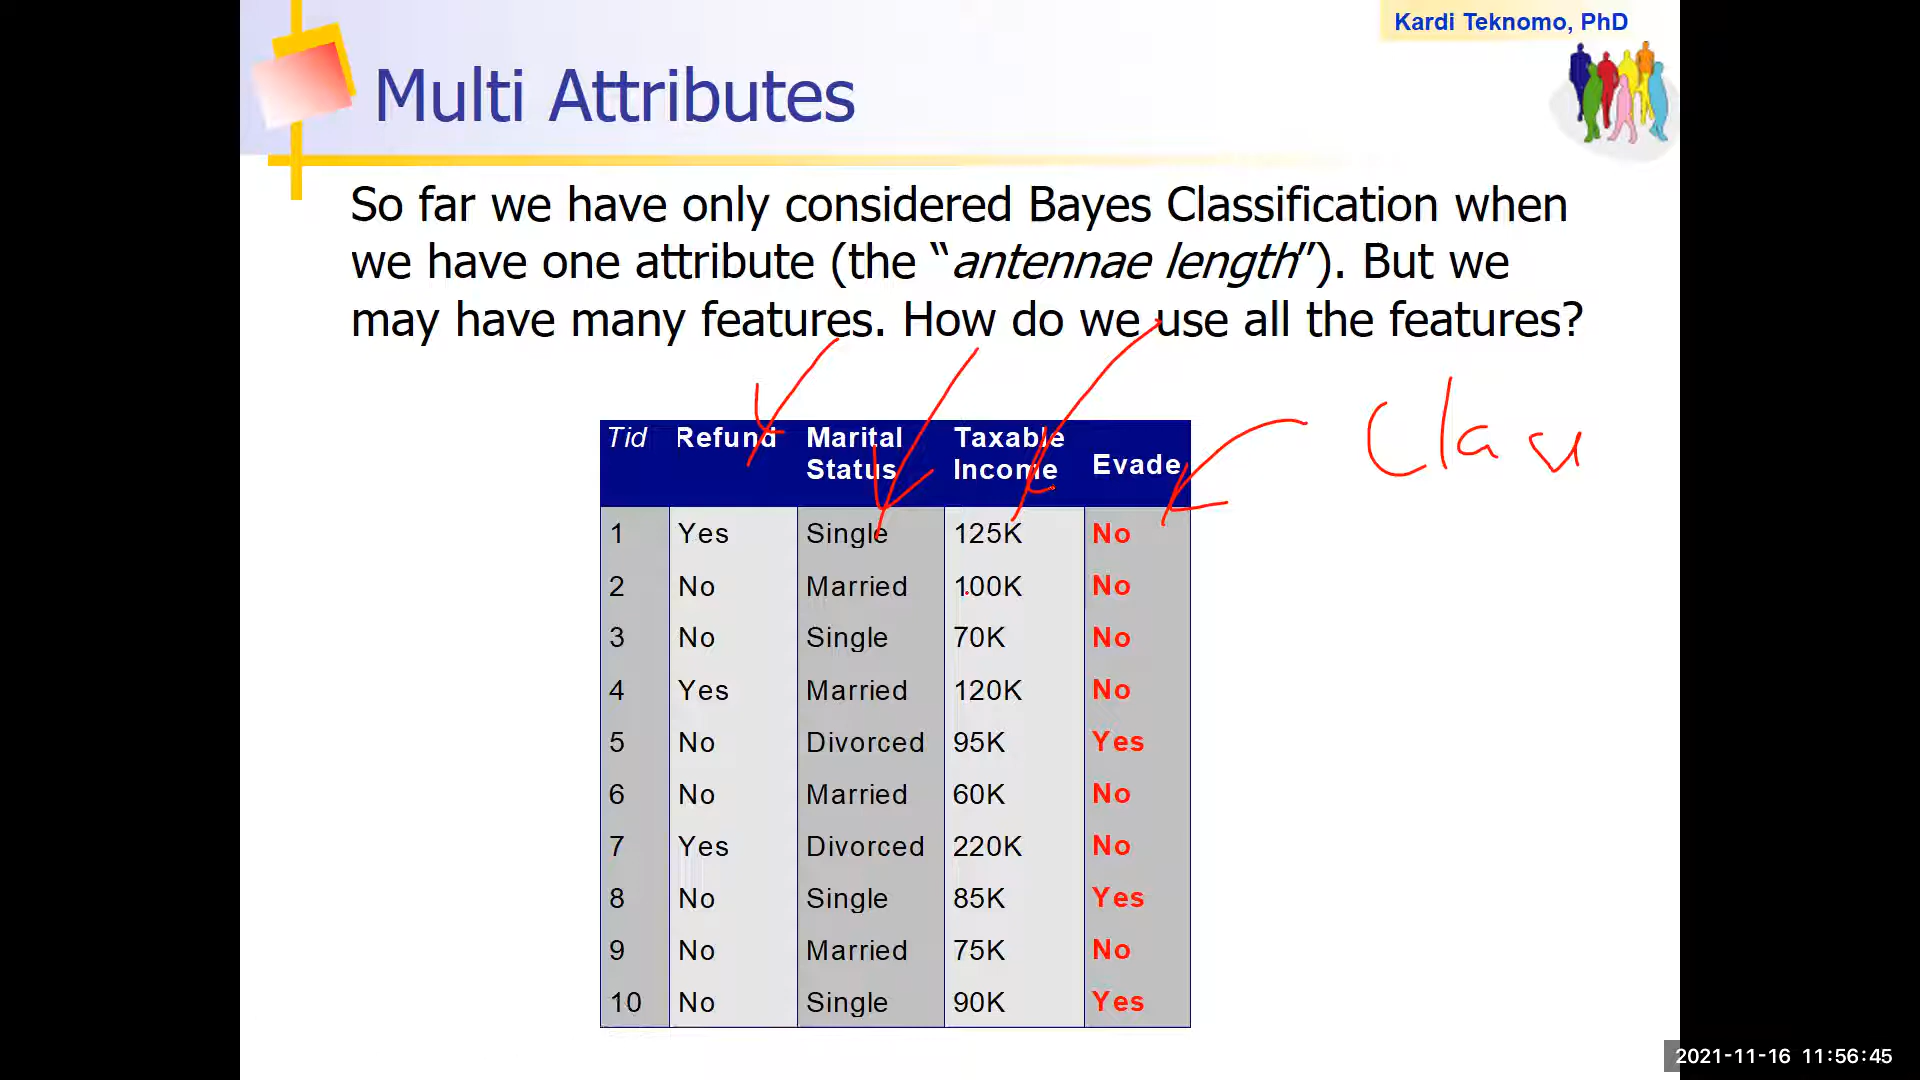 Kardi Teknomo, PhD
Multi Attributes
So far we have only considered Bayes Classification when
we have one attribute (the “antennae length”). But we
may have many features. How do we use all the features?
Tid Refund Marital Status Taxable Income Evade
1 Yes Single 125K No
2 No Married 100K No
3 No Single 70K No
4 Yes Married 120K No
5 No Divorced 95K Yes
6 No Married 60K No
7 Yes Divorced 220K No
8 No Single 85K Yes
9 No Married 75K No
10 No Single 90K Yes
2021-11-16 11:56:45